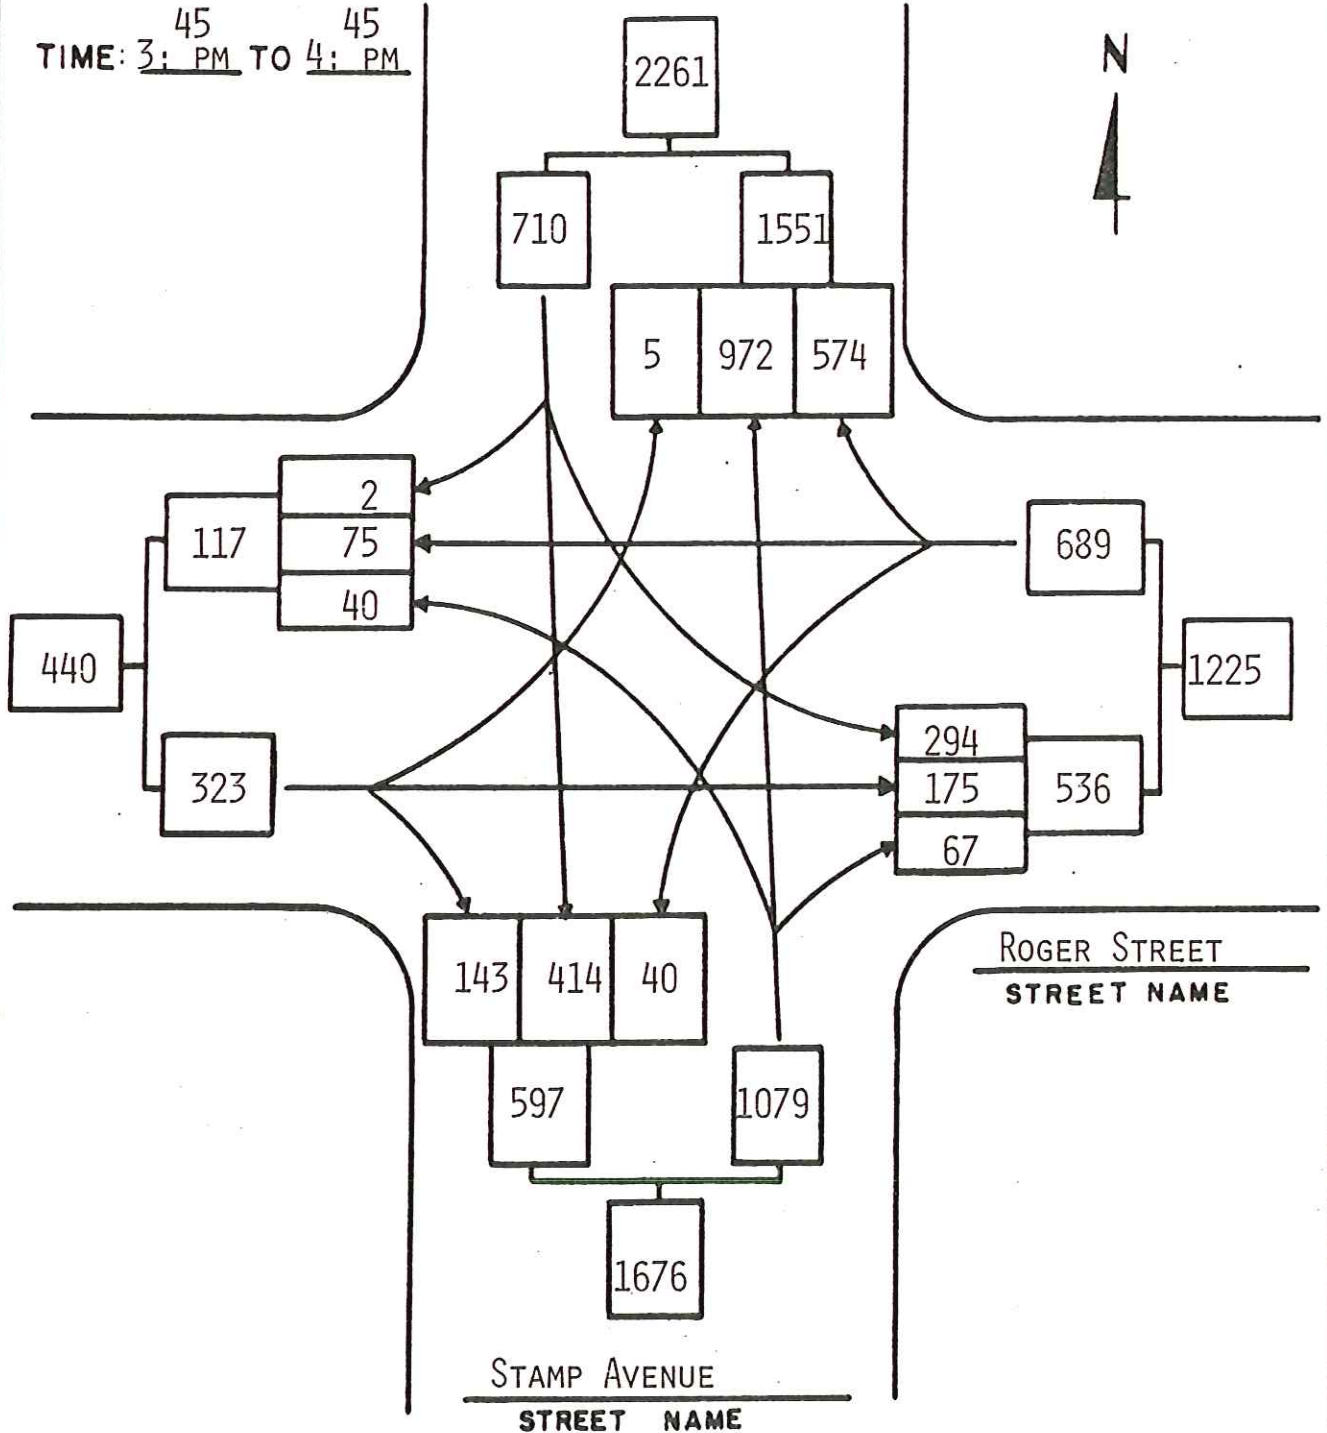 45 45
TIME: 3: PM TO 4: PM
N
2261
710
1551
5 972 574
2
117
75
40
689
440
1225
323
294
175
536
67
143 414 40
597
1079
1676
ROGER STREET
STREET NAME
STAMP AVENUE
STREET NAME